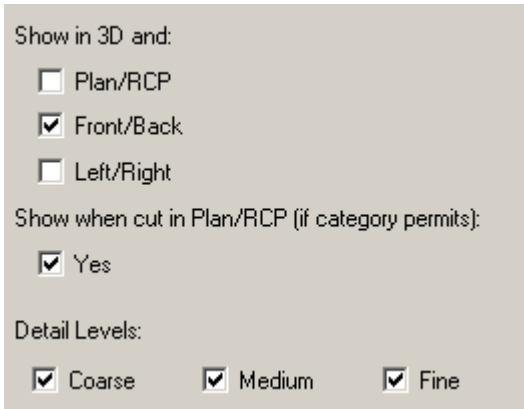 Show in 3D and:
Plan/RCP
Front/Back
Left/Right
Show when cut in Plan/RCP (if category permits):
Yes
Detail Levels:
Coarse Medium Fine